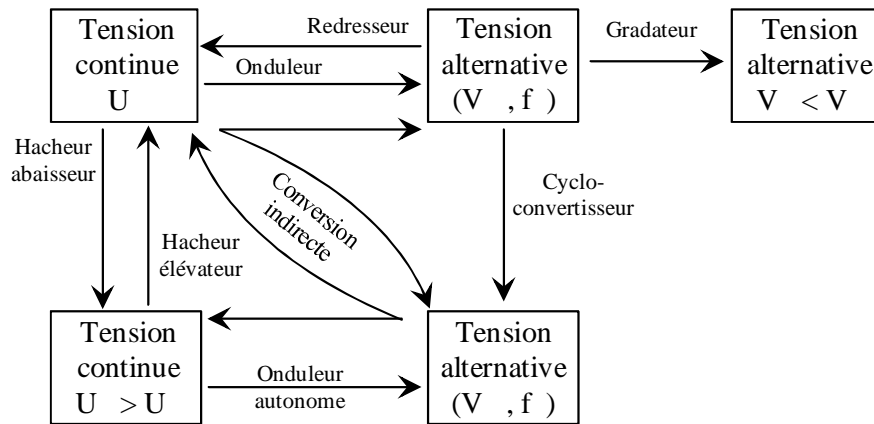 Tension
continue
U
Redresseur
Onduleur
Tension
alternative
(V , f )
Gradateur
Tension
alternative
V < V
Hacheur
abaisseur
Hacheur
élévateur
Conversion
indirecte
Cyclo-
convertisseur
Tension
continue
U > U
Onduleur
autonome
Tension
alternative
(V , f )